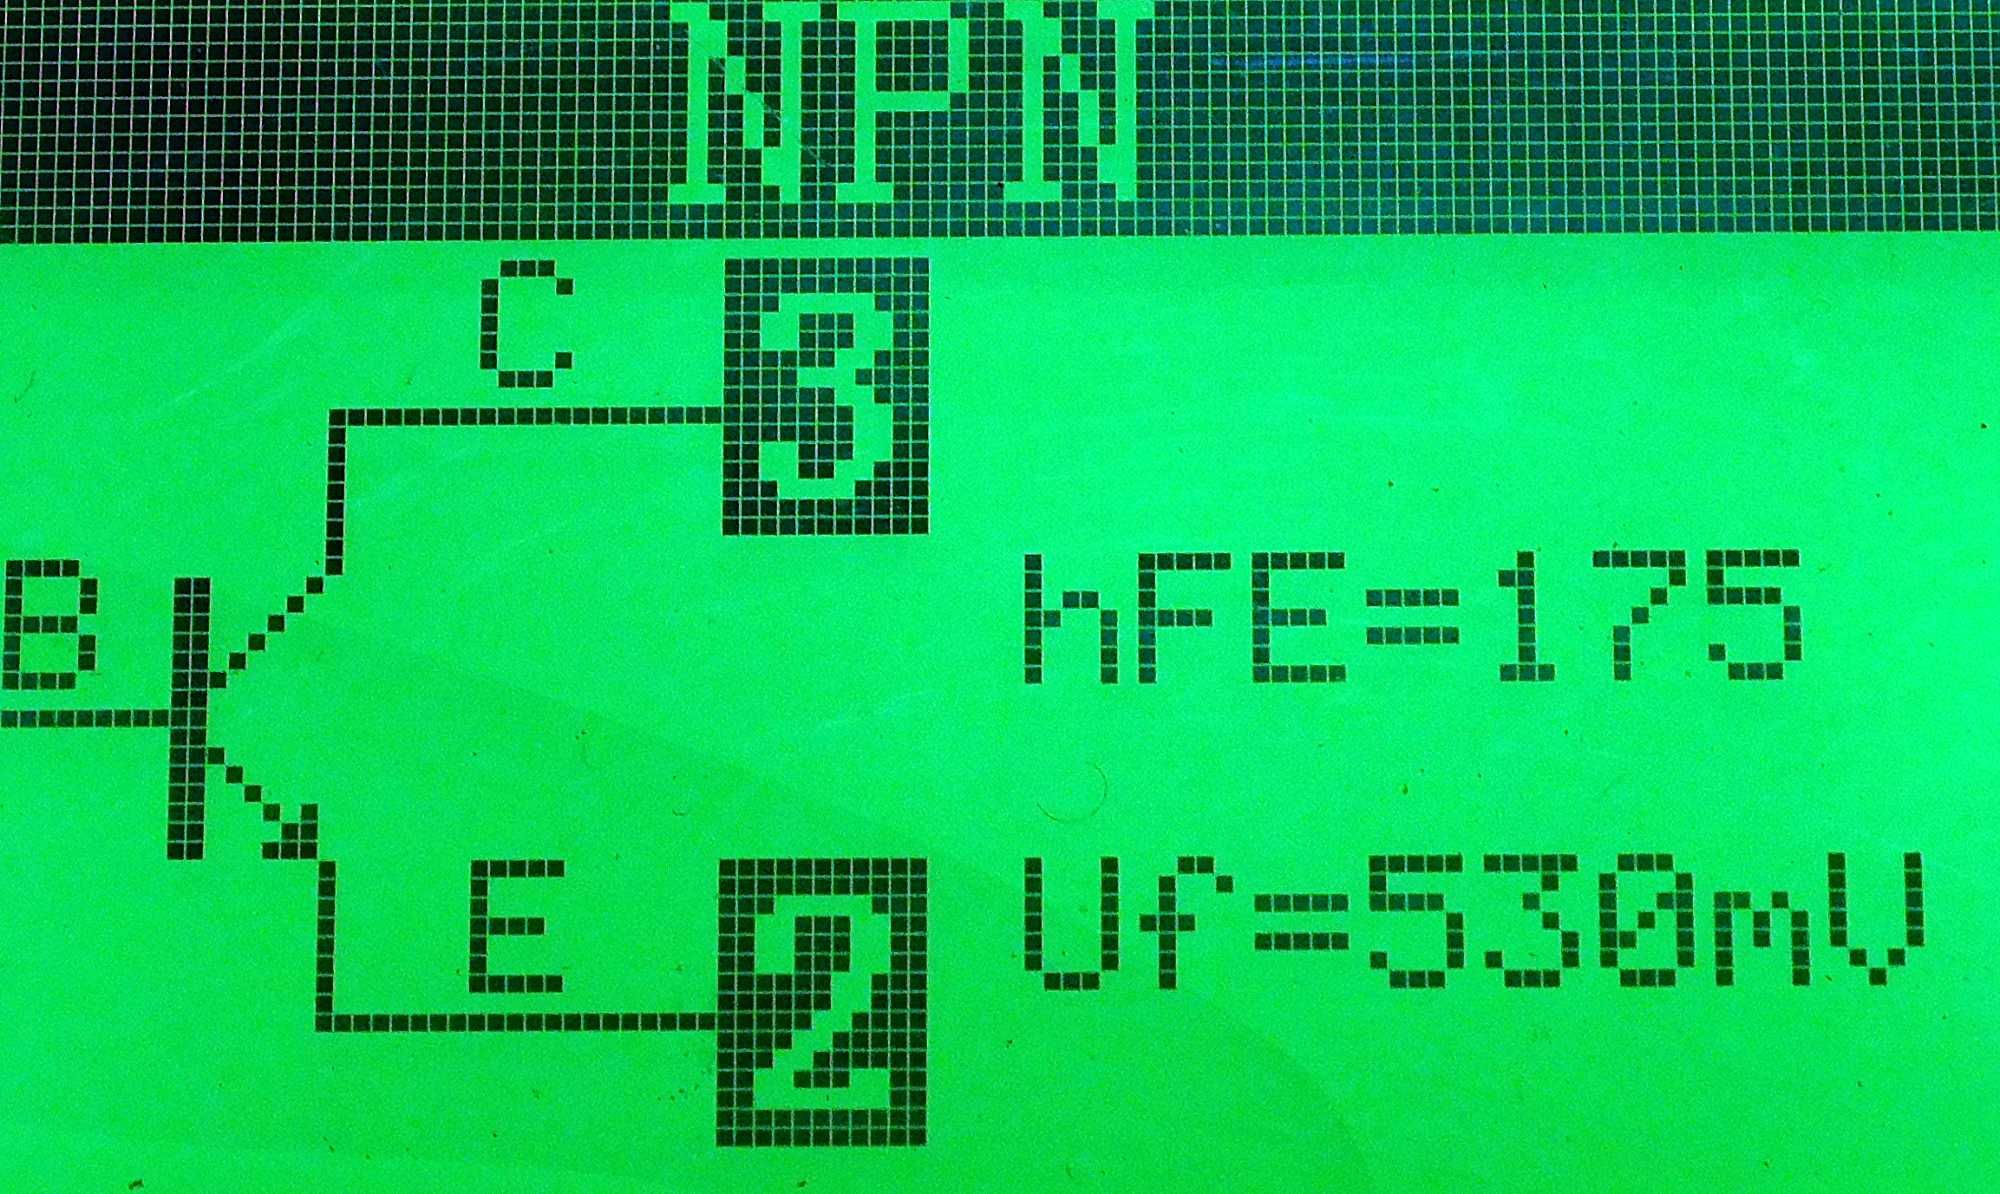 NPN
C 3
B
hFE=175
E 2
Uf=530mV